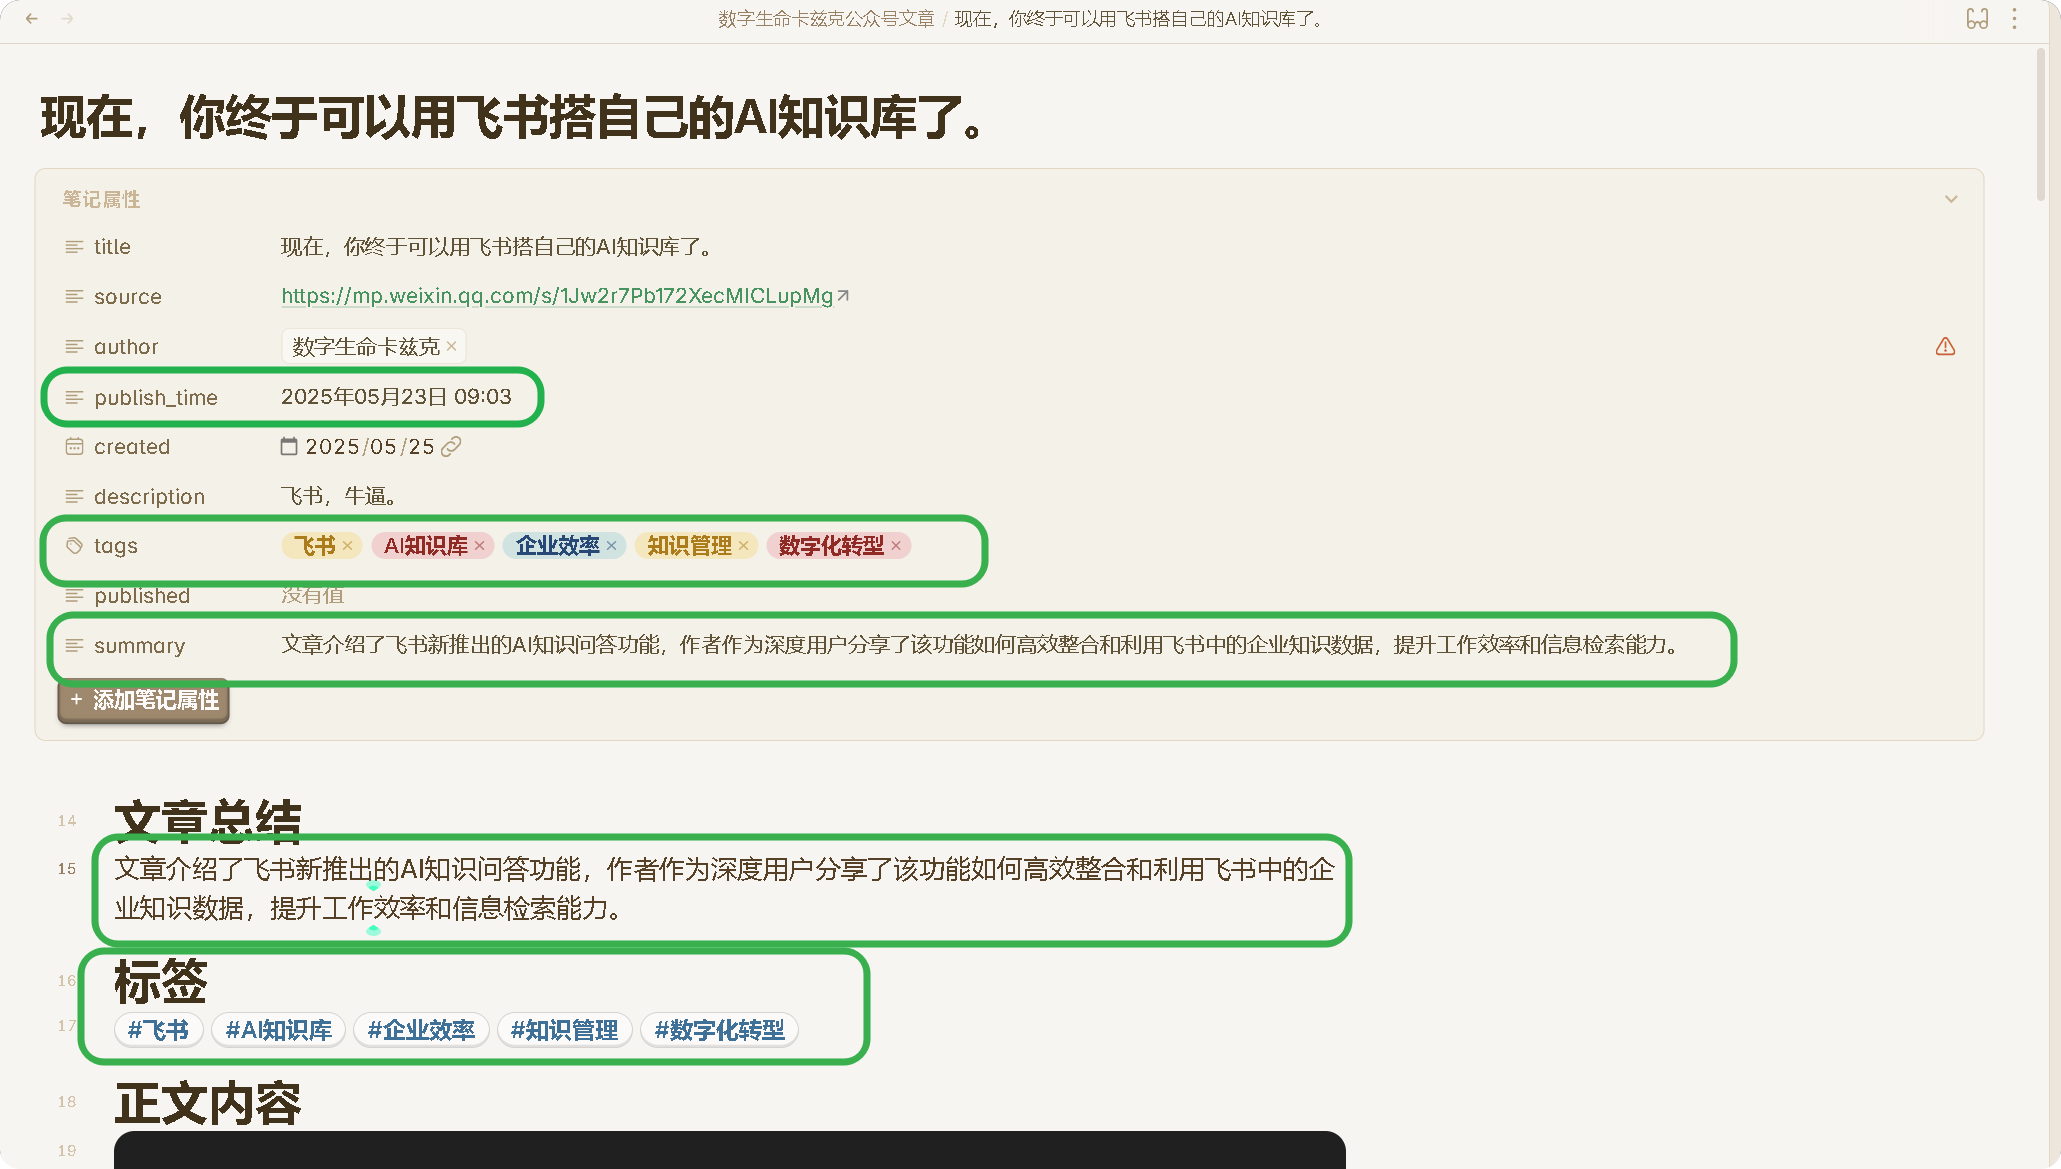 数字生命卡兹克公众号文章 / 现在，你终于可以用飞书搭自己的AI知识库了。
现在，你终于可以用飞书搭自己的AI知识库了。
笔记属性
title 现在，你终于可以用飞书搭自己的AI知识库了。
source https://mp.weixin.qq.com/s/1Jw2r7Pb172XecMICLupMg
author 数字生命卡兹克 ×
publish_time 2025年05月23日 09:03
created 2025/05/25
description 飞书，牛逼。
tags 飞书 × AI知识库 × 企业效率 × 知识管理 × 数字化转型 ×
published 没有值
summary 文章介绍了飞书新推出的AI知识问答功能，作者作为深度用户分享了该功能如何高效整合和利用飞书中的企业知识数据，提升工作效率和信息检索能力。
+ 添加笔记属性
14 文章总结
15 文章介绍了飞书新推出的AI知识问答功能，作者作为深度用户分享了该功能如何高效整合和利用飞书中的企
业知识数据，提升工作效率和信息检索能力。
16 标签
17 #飞书 #AI知识库 #企业效率 #知识管理 #数字化转型
18 正文内容
19